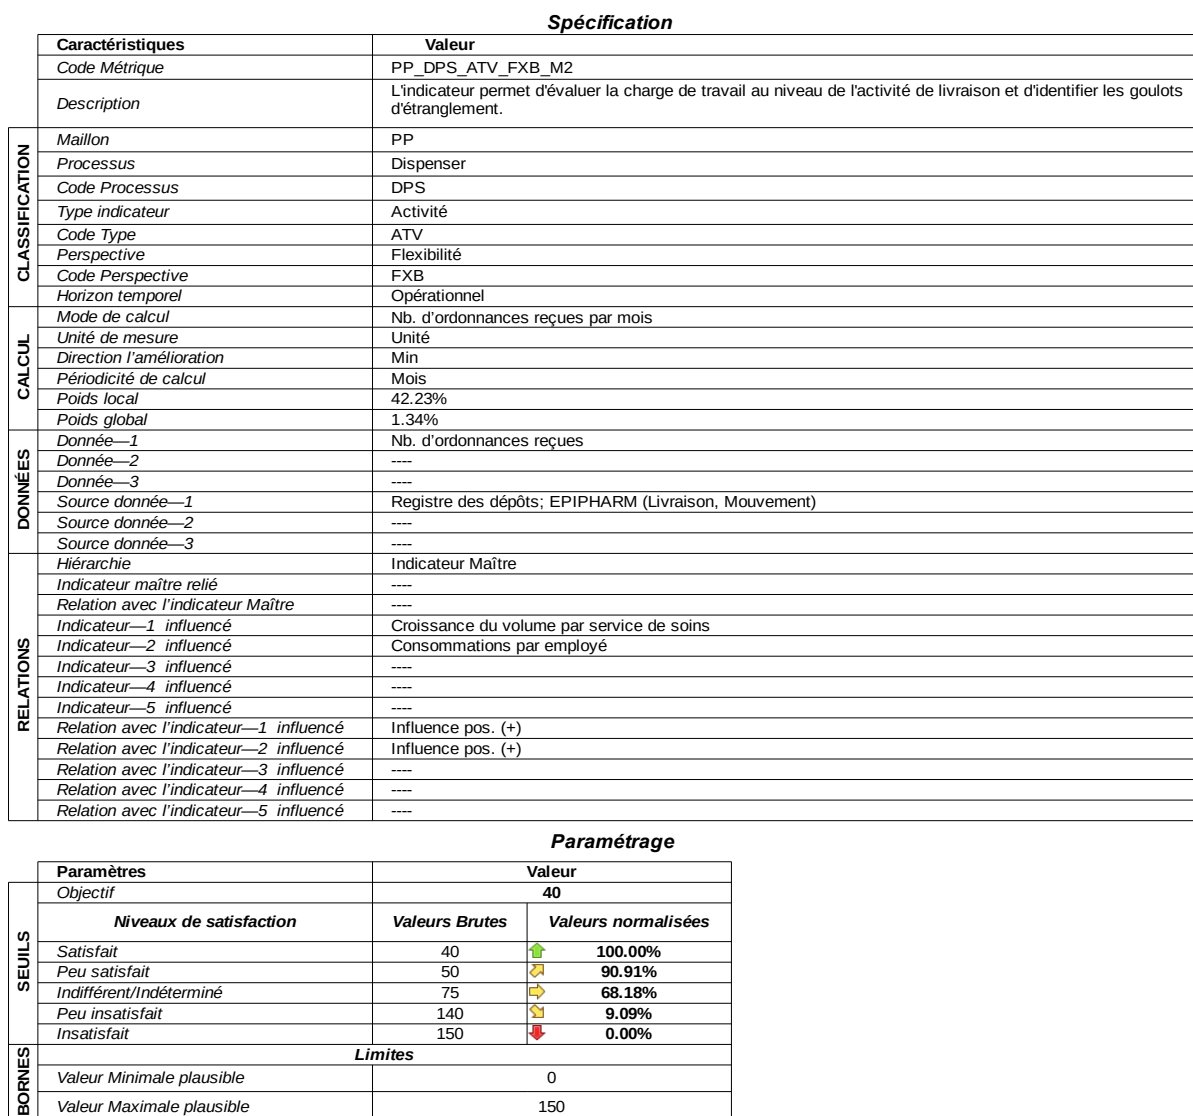 Spécification
Caractéristiques Valeur
Code Métrique PP_DPS_ATV_FXB_M2
Description L'indicateur permet d'évaluer la charge de travail au niveau de l'activité de livraison et d'identifier les goulots
d'étranglement.
CLASSIFICATION
Maillon PP
Processus Dispenser
Code Processus DPS
Type indicateur Activité
Code Type ATV
Perspective Flexibilité
Code Perspective FXB
Horizon temporel Opérationnel
CALCUL
Mode de calcul Nb. d’ordonnances reçues par mois
Unité de mesure Unité
Direction l’amélioration Min
Périodicité de calcul Mois
Poids local 42.23%
Poids global 1.34%
DONNÉES
Donnée—1 Nb. d’ordonnances reçues
Donnée—2 ----
Donnée—3 ----
Source donnée—1 Registre des dépôts; EPIPHARM (Livraison, Mouvement)
Source donnée—2 ----
Source donnée—3 ----
RELATIONS
Hiérarchie Indicateur Maître
Indicateur maître relié ----
Relation avec l’indicateur Maître ----
Indicateur—1 influencé Croissance du volume par service de soins
Indicateur—2 influencé Consommations par employé
Indicateur—3 influencé ----
Indicateur—4 influencé ----
Indicateur—5 influencé ----
Relation avec l’indicateur—1 influencé Influence pos. (+)
Relation avec l’indicateur—2 influencé Influence pos. (+)
Relation avec l’indicateur—3 influencé ----
Relation avec l’indicateur—4 influencé ----
Relation avec l’indicateur—5 influencé ----
Paramétrage
Paramètres Valeur
SEUILS
Objectif 40
Niveaux de satisfaction Valeurs Brutes Valeurs normalisées
Satisfait 40 100.00%
Peu satisfait 50 90.91%
Indifférent/Indéterminé 75 68.18%
Peu insatisfait 140 9.09%
Insatisfait 150 0.00%
BORNES
Limites
Valeur Minimale plausible 0
Valeur Maximale plausible 150